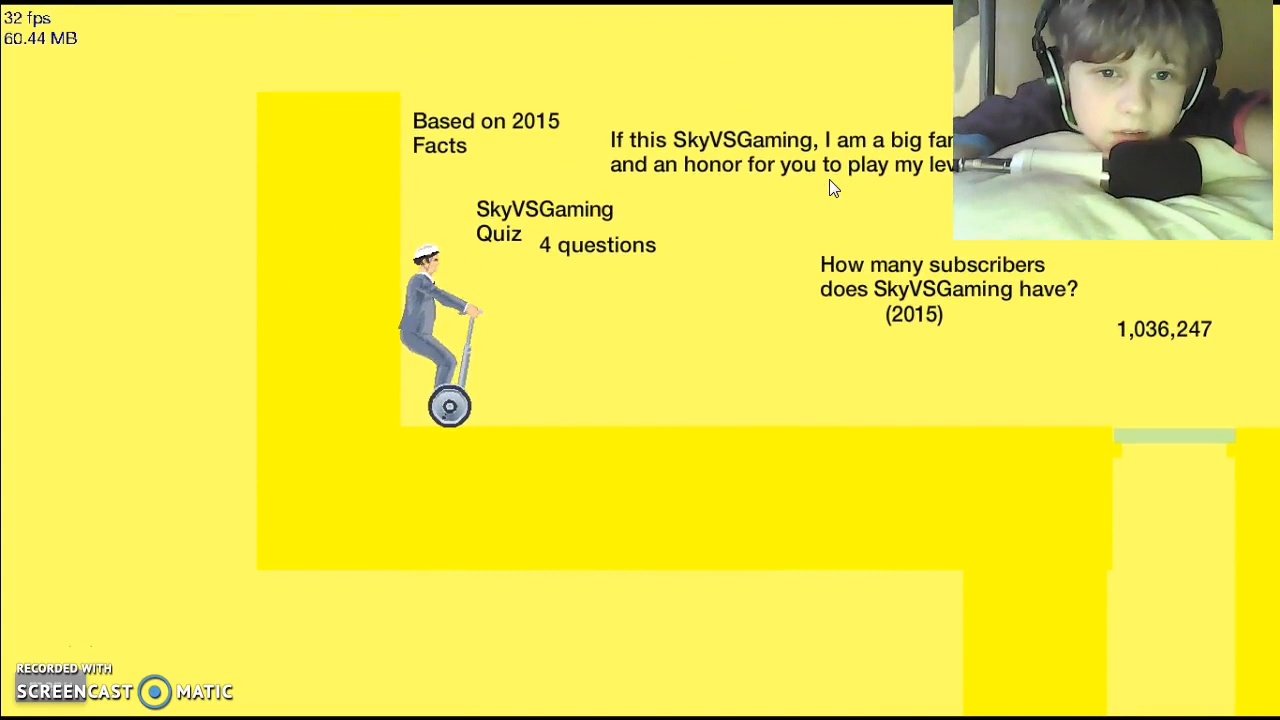 32 fps
60.44 MB
Based on 2015
Facts
If this SkyVSGaming, I am a big
and an honor for you to play my
SkyVSGaming
Quiz
4 questions
How many subscribers
does SkyVSGaming have?
(2015)
1,036,247
RECORDED WITH
SCREENCAST MATIC